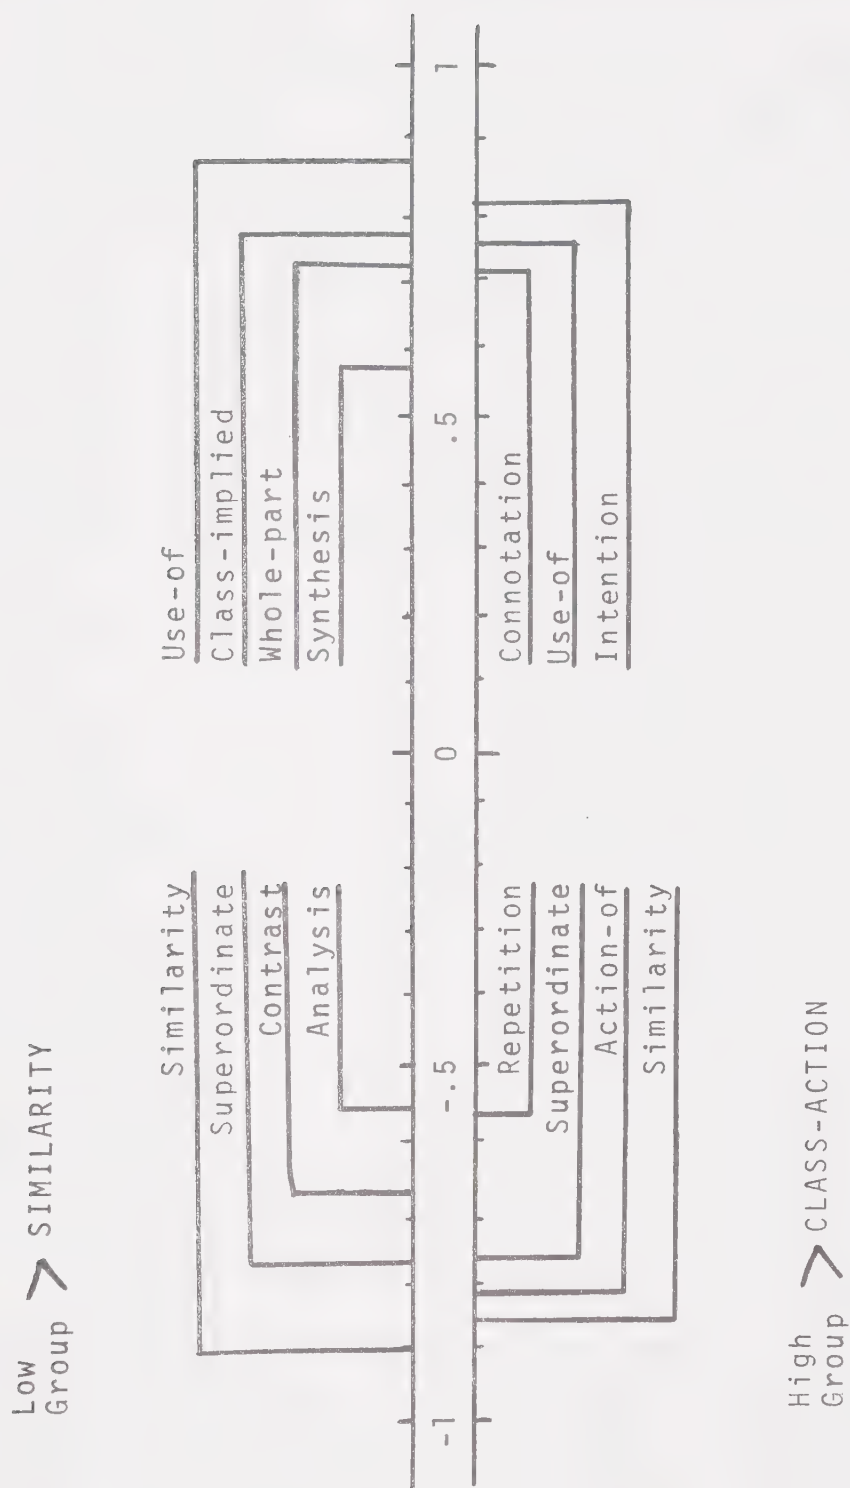 Low
Group > SIMILARITY
Similarity
Superordinate
Contrast
Analysis
Use-of
Class-implied
Whole-part
Synthesis
-1
-.5
0
.5
1
Repetition
Superordinate
Action-of
Similarity
Connotation
Use-of
Intention
High
Group > CLASS-ACTION